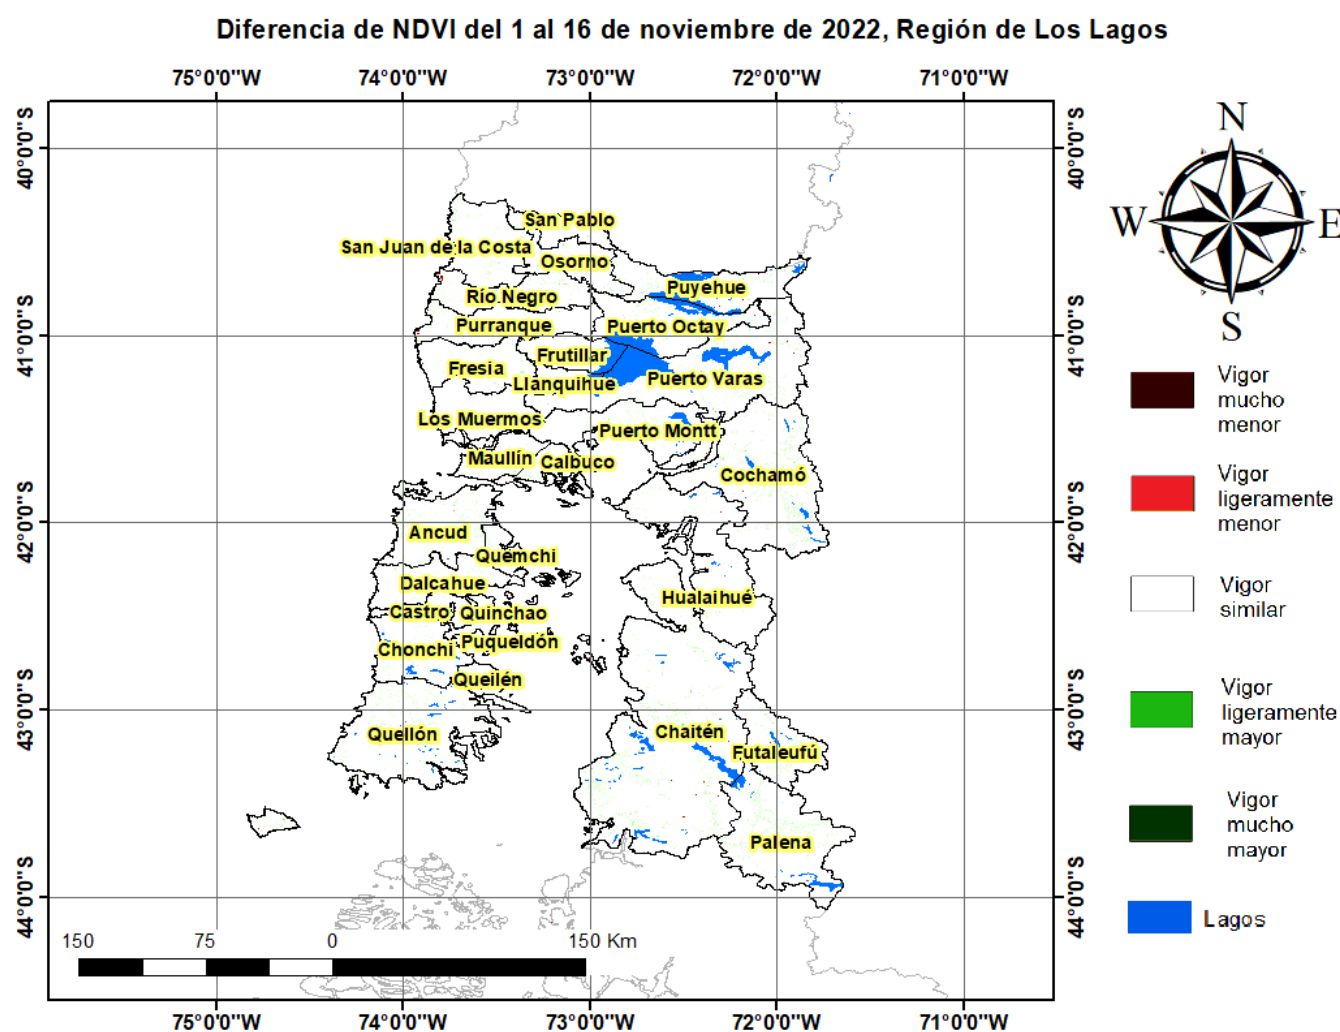 Diferencia de NDVI del 1 al 16 de noviembre de 2022, Región de Los Lagos
75°0'0"W
74°0'0"W
73°0'0"W
72°0'0"W
71°0'0"W
40°0'0"S
40°0'0"S
41°0'0"S
41°0'0"S
42°0'0"S
42°0'0"S
43°0'0"S
43°0'0"S
44°0'0"S
44°0'0"S
San Pablo
San Juan de la Costa
Osorno
Puyehue
Río Negro
Purranque
Puerto Octay
Frutillar
Fresia
Llanquihue
Puerto Varas
Los Muermos
Puerto Montt
Maullín
Calbuco
Cochamó
Ancud
Quemchi
Dalcahue
Hualaihué
Castro
Quinchao
Chonchi
Puqueldón
Queilén
Quellón
Chaitén
Futaleufú
Palena
150
75
0
150 Km
75°0'0"W
74°0'0"W
73°0'0"W
72°0'0"W
71°0'0"W
N
W
E
S
Vigor
mucho
menor
Vigor
ligeramente
menor
Vigor
similar
Vigor
ligeramente
mayor
Vigor
mucho
mayor
Lagos